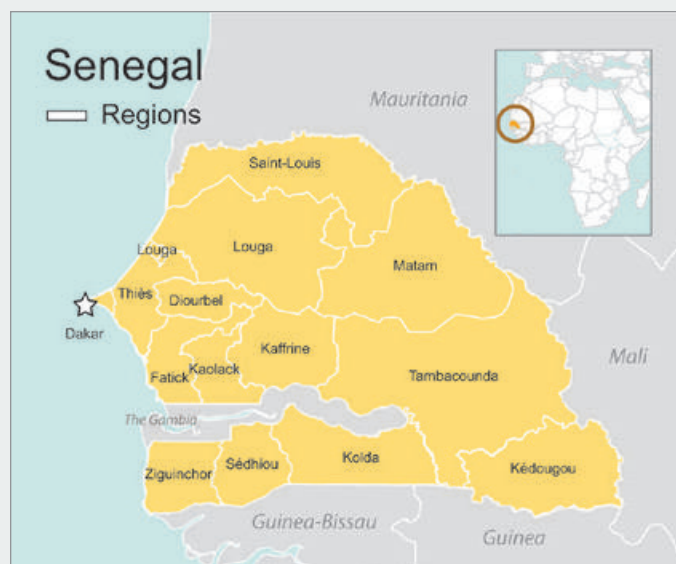 Senegal
Regions
Mauritania
Saint-Louis
Louga
Louga
Matam
Thiès
Diourbel
Dakar
Kaffrine
Mali
Fatick
Kaolack
Tambacounda
The Gambia
Ziguinchor
Sédhiou
Kolda
Kédougou
Guinea-Bissau
Guinea